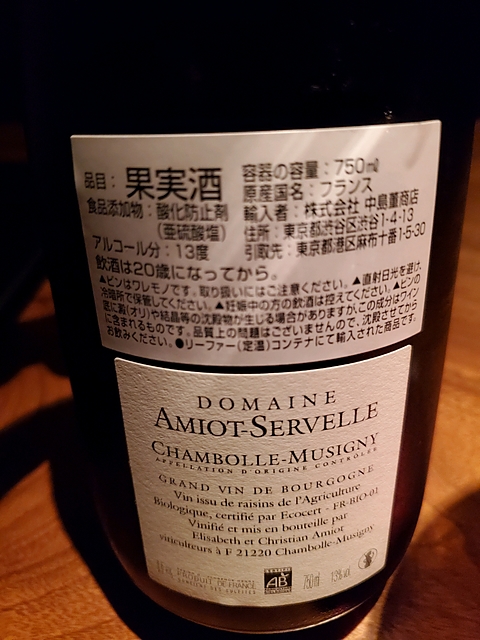 品目：果実酒
容器の容量：750ml
原産国名：フランス
食品添加物：酸化防止剤
(亜硫酸塩)
輸入者：株式会社 中島董商店
住所：東京都渋谷区渋谷1-4-13
アルコール分：13度
引取先：東京都港区麻布十番1-5-30
飲酒は20歳になってから。
▲ビンはワレモノです。取り扱いにはご注意ください。▲直射日光を避け、
冷暗所で保管してください。▲妊娠中の方の飲酒は控えてください。▲ビンの
底に澱(オリ)や結晶等の沈殿物が生じる場合がありますが、この成分はワイン
に含まれるものです。品質上の問題はございませんので、沈殿させてから
お飲みください。●リーファー(定温)コンテナにて輸入された商品です。
DOMAINE
AMIOT-SERVELLE
CHAMBOLLE-MUSIGNY
APPELLATION D'ORIGINE CONTRÔLÉE
GRAND VIN DE BOURGOGNE
Vin issu de raisins de l'Agriculture
Biologique, certifié par Ecocert - FR-BIO-01
Vinifié et mis en bouteille par
Elisabeth et Christian Amiot
viticulteurs à F 21220 Chambolle-Musigny
PRODUIT DE FRANCE
CONTIENT DES SULFITES
AB
750ml
13%vol.